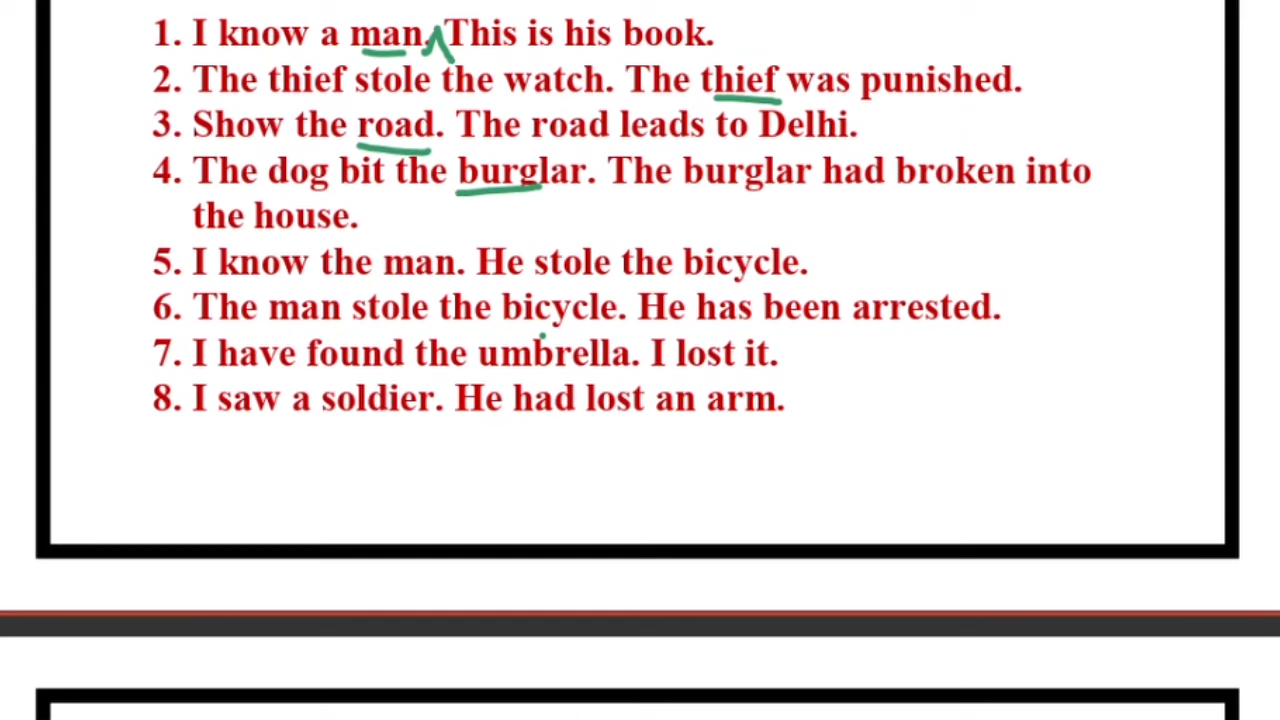 1. I know a man. This is his book.
2. The thief stole the watch. The thief was punished.
3. Show the road. The road leads to Delhi.
4. The dog bit the burglar. The burglar had broken into
the house.
5. I know the man. He stole the bicycle.
6. The man stole the bicycle. He has been arrested.
7. I have found the umbrella. I lost it.
8. I saw a soldier. He had lost an arm.